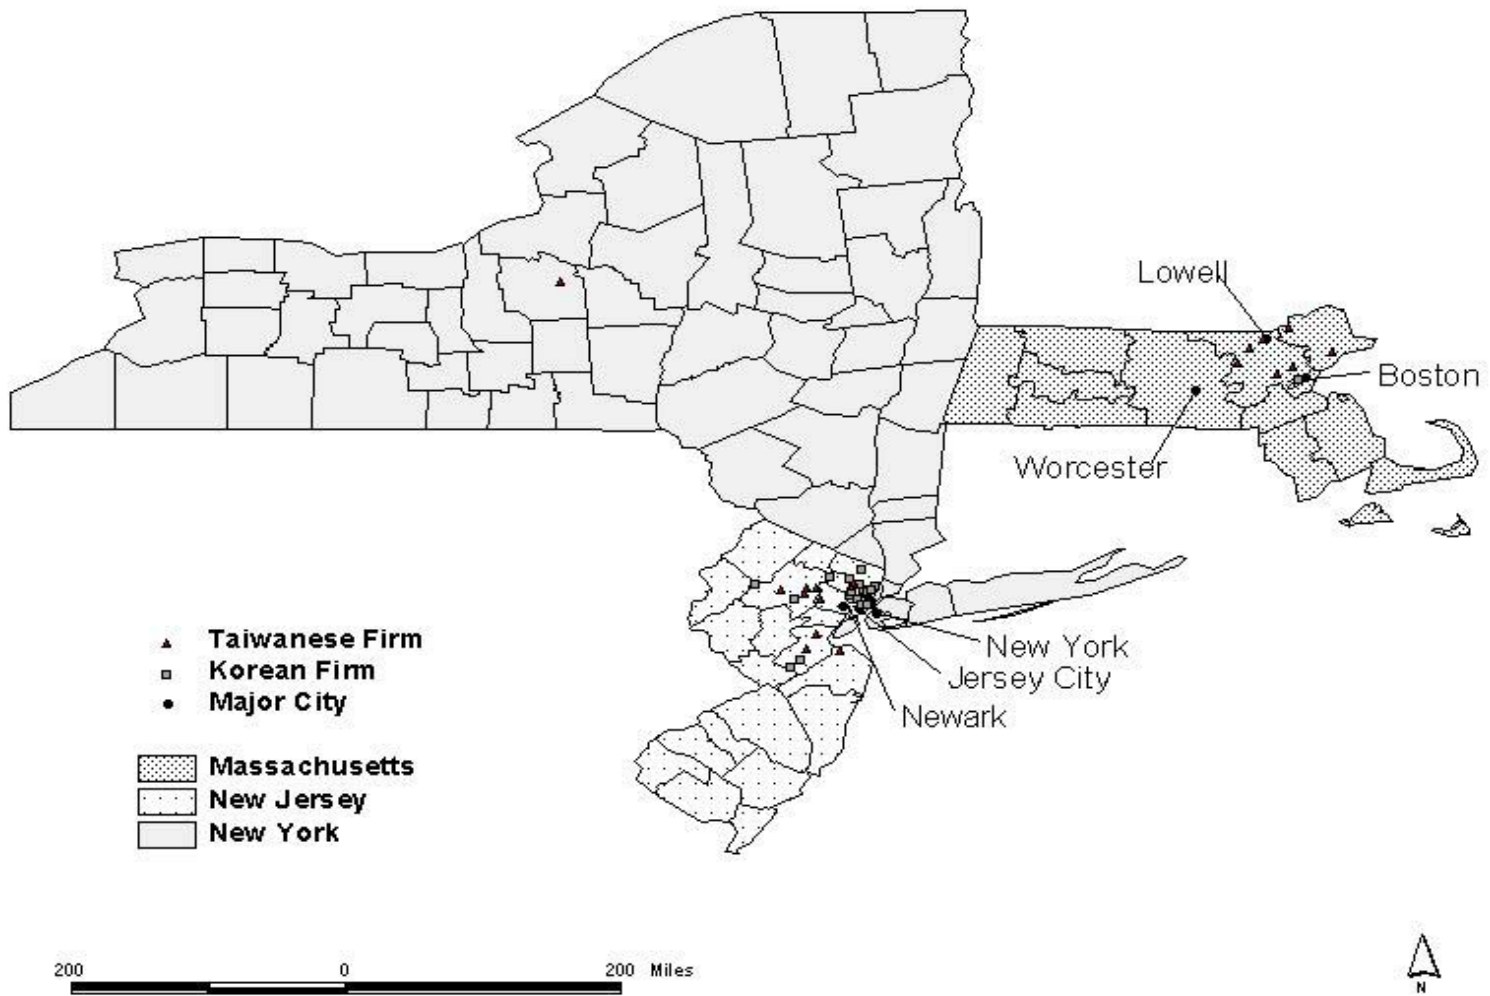 Lowell
Boston
Worcester
New York
Jersey City
Newark
Taiwanese Firm
Korean Firm
Major City
Massachusetts
New Jersey
New York
200 0 200 Miles
N